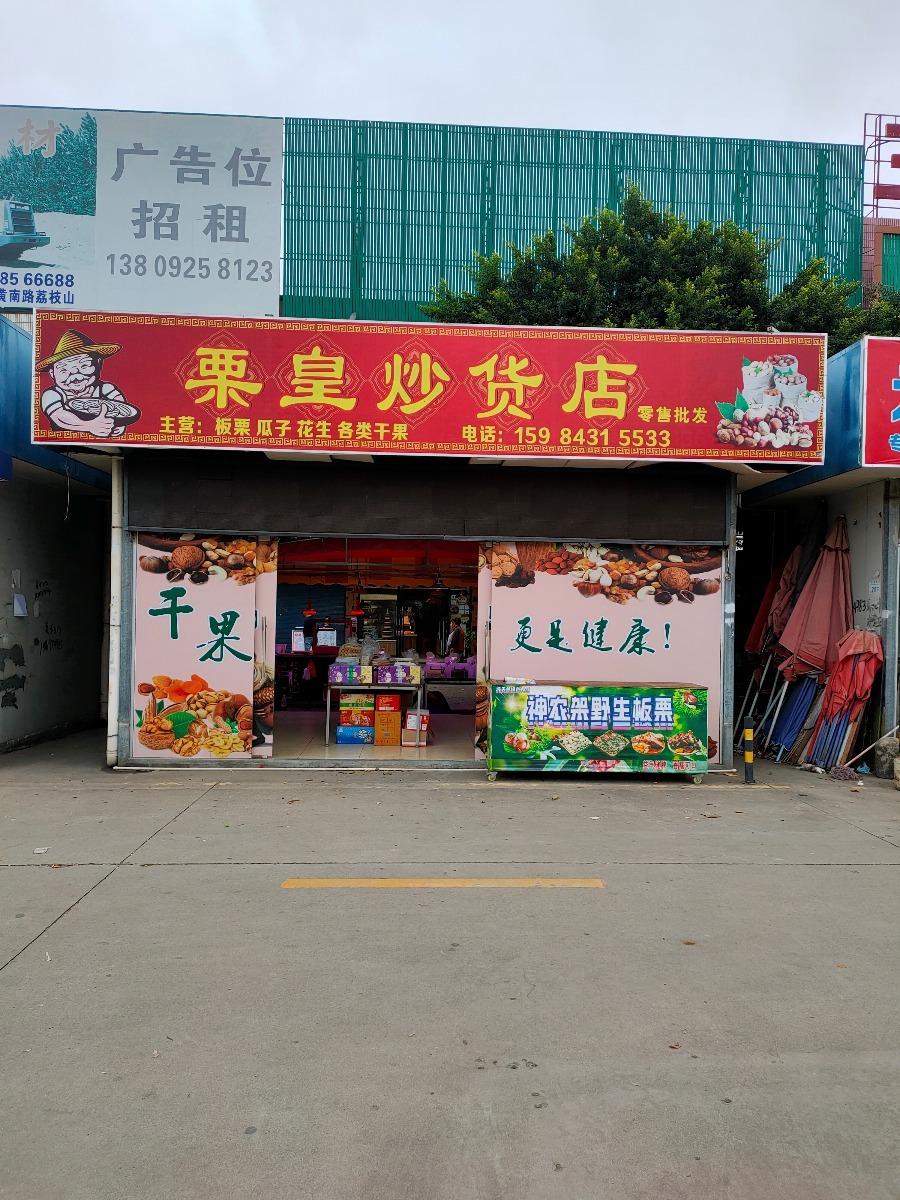 材
广告位
招租
138 0925 8123
85 66688
黄南路荔枝山
栗皇炒货店
零售批发
主营：板栗 瓜子 花生 各类干果
电话：159 8431 5533
干果
更是健康！
神农架野生板栗